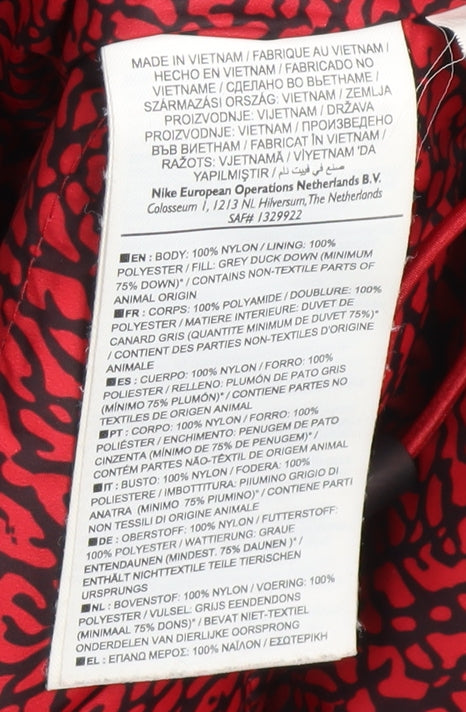 MADE IN VIETNAM / FABRIQUE AU VIETNAM /
HECHO EN VIETNAM / FABRICADO NO
VIETNAME / СДЕЛАНО ВО ВЬЕТНАМЕ /
SZÁRMAZÁSI ORSZÁG: VIETNAM / ZEMLJA
PROIZVODNJE: VIJETNAM / DRŽAVA
PROIZVODNJE: VIETNAM / ПРОИЗВЕДЕНО
ВЪВ ВИЕТНАМ / FABRICAT ÎN VIETNAM /
RAŽOTS: VJETNAMĀ / VİYETNAM 'DA
YAPILMIŞTIR / صنع في فييت نام
Nike European Operations Netherlands B.V.
Colosseum 1, 1213 NL Hilversum, The Netherlands
SAF# 1329922
■EN : BODY: 100% NYLON / LINING: 100%
POLYESTER / FILL: GREY DUCK DOWN (MINIMUM
75% DOWN)* / CONTAINS NON-TEXTILE PARTS OF
ANIMAL ORIGIN
■FR : CORPS: 100% POLYAMIDE / DOUBLURE: 100%
POLYESTER / MATIERE INTERIEURE: DUVET DE
CANARD GRIS (QUANTITE MINIMUM DE DUVET 75%)*
/ CONTIENT DES PARTIES NON-TEXTILES D'ORIGINE
ANIMALE
■ES : CUERPO: 100% NYLON / FORRO: 100%
POLIÉSTER / RELLENO: PLUMÓN DE PATO GRIS
(MÍNIMO 75% PLUMÓN)* / CONTIENE PARTES NO
TEXTILES DE ORIGEN ANIMAL
■PT : CORPO: 100% NYLON / FORRO: 100%
POLIÉSTER / ENCHIMENTO: PENUGEM DE PATO
CINZENTA (MÍNIMO DE 75% DE PENUGEM)* /
CONTÉM PARTES NÃO-TÊXTIL DE ORIGEM ANIMAL
■IT : BUSTO: 100% NYLON / FODERA: 100%
POLIESTERE / IMBOTTITURA: PIIUMINO GRIGIO DI
ANATRA (MINIMO 75% PIUMINO)* / CONTIENE PARTI
NON TESSILI DI ORIGINE ANIMALE
■DE : OBERSTOFF: 100% NYLON / FUTTERSTOFF:
100% POLYESTER / WATTIERUNG: GRAUE
ENTENDAUNEN (MINDEST. 75% DAUNEN )* /
ENTHÄLT NICHTTEXTILE TEILE TIERISCHEN
URSPRUNGS
■NL : BOVENSTOF: 100% NYLON / VOERING: 100%
POLYESTER / VULSEL: GRIJS EENDENDONS
(MINIMAAL 75% DONS)* / BEVAT NIET-TEXTIEL
ONDERDELEN VAN DIERLIJKE OORSPRONG
■EL : ΕΠΑΝΩ ΜΕΡΟΣ: 100% ΝΑΪΛΟΝ / ΕΣΩΤΕΡΙΚΗ